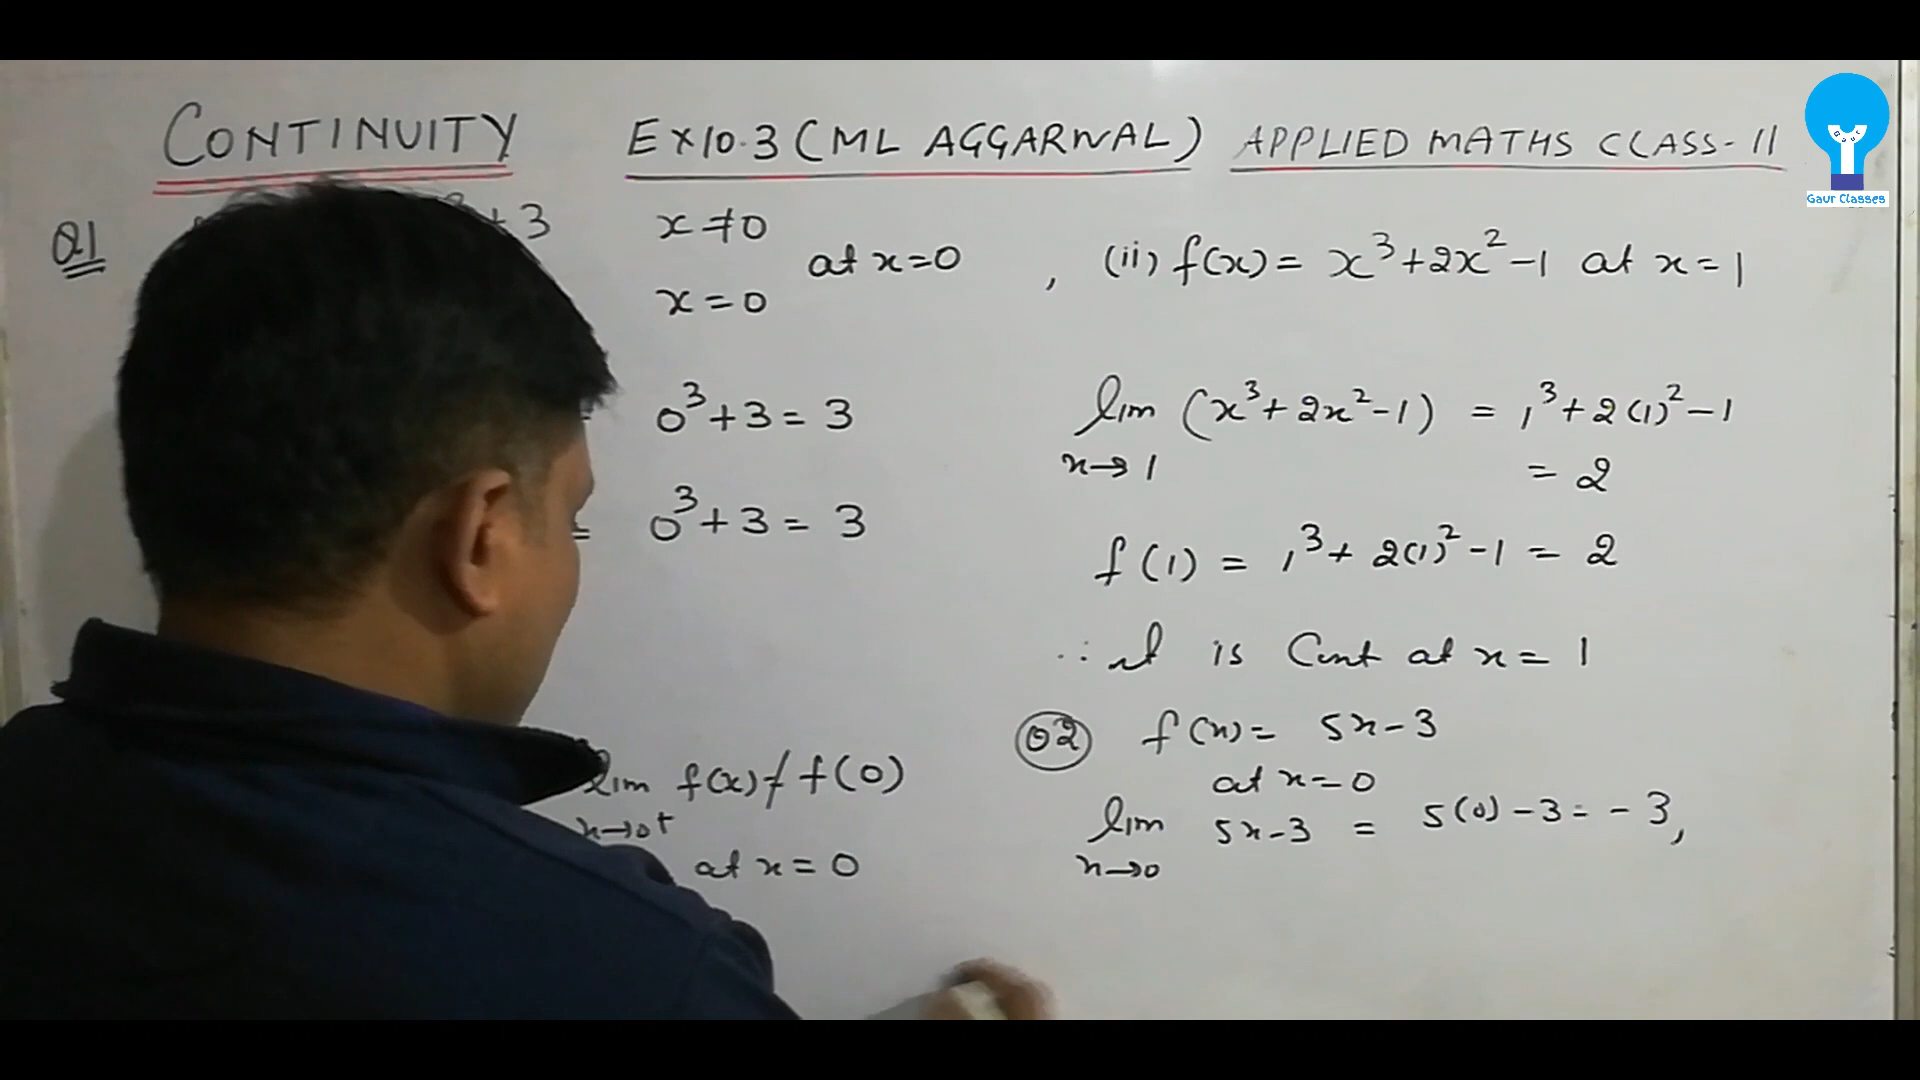 CONTINUITY EX10.3 (ML AGGARWAL) APPLIED MATHS CLASS-11
Gaur Classes
Q1 +3 x≠0
at x=0 , (ii) f(x) = x³+2x²-1 at x=1
x=0
= 0³+3 = 3
= 0³+3 = 3
lim f(x) ≠ f(0)
x→0+
at x=0
lim (x³+2x²-1) = 1³+2(1)²-1
x→1
= 2
f(1) = 1³+2(1)²-1 = 2
∴ it is Cont at x=1
Q2 f(x) = 5x-3
at x=0
lim 5x-3 = 5(0)-3 = -3,
x→0